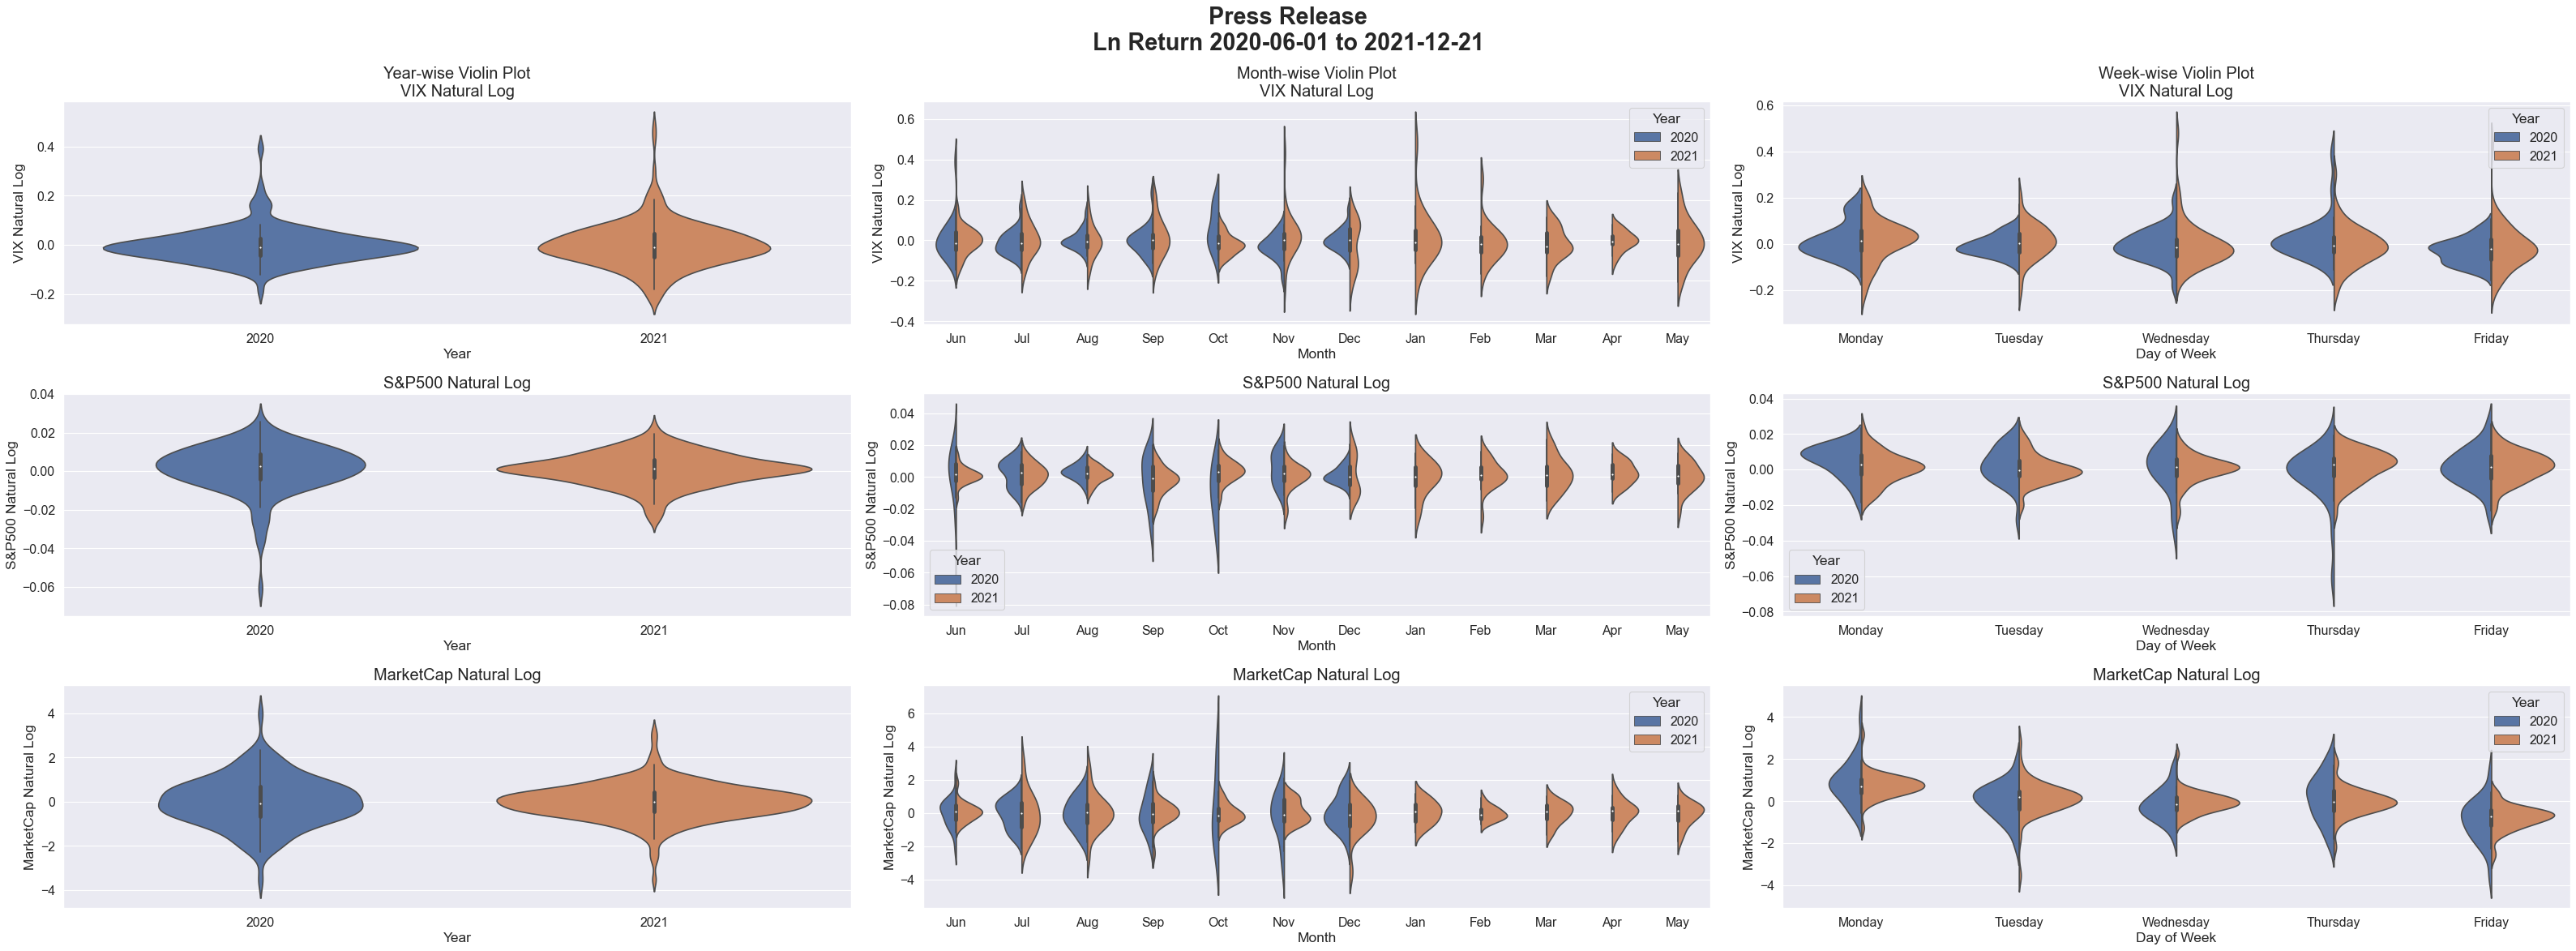 Press Release
Ln Return 2020-06-01 to 2021-12-21
Year-wise Violin Plot
VIX Natural Log
VIX Natural Log
0.4
0.2
0.0
−0.2
2020
2021
Year
Month-wise Violin Plot
VIX Natural Log
VIX Natural Log
0.6
0.4
0.2
0.0
−0.2
−0.4
Year
2020
2021
Jun
Jul
Aug
Sep
Oct
Nov
Dec
Jan
Feb
Mar
Apr
May
Month
Week-wise Violin Plot
VIX Natural Log
VIX Natural Log
0.6
0.4
0.2
0.0
−0.2
Year
2020
2021
Monday
Tuesday
Wednesday
Thursday
Friday
Day of Week
S&P500 Natural Log
S&P500 Natural Log
0.04
0.02
0.00
−0.02
−0.04
−0.06
2020
2021
Year
S&P500 Natural Log
S&P500 Natural Log
0.04
0.02
0.00
−0.02
−0.04
−0.06
−0.08
Year
2020
2021
Jun
Jul
Aug
Sep
Oct
Nov
Dec
Jan
Feb
Mar
Apr
May
Month
S&P500 Natural Log
S&P500 Natural Log
0.04
0.02
0.00
−0.02
−0.04
−0.06
−0.08
Year
2020
2021
Monday
Tuesday
Wednesday
Thursday
Friday
Day of Week
MarketCap Natural Log
MarketCap Natural Log
4
2
0
−2
−4
2020
2021
Year
MarketCap Natural Log
MarketCap Natural Log
6
4
2
0
−2
−4
Year
2020
2021
Jun
Jul
Aug
Sep
Oct
Nov
Dec
Jan
Feb
Mar
Apr
May
Month
MarketCap Natural Log
MarketCap Natural Log
4
2
0
−2
−4
Year
2020
2021
Monday
Tuesday
Wednesday
Thursday
Friday
Day of Week